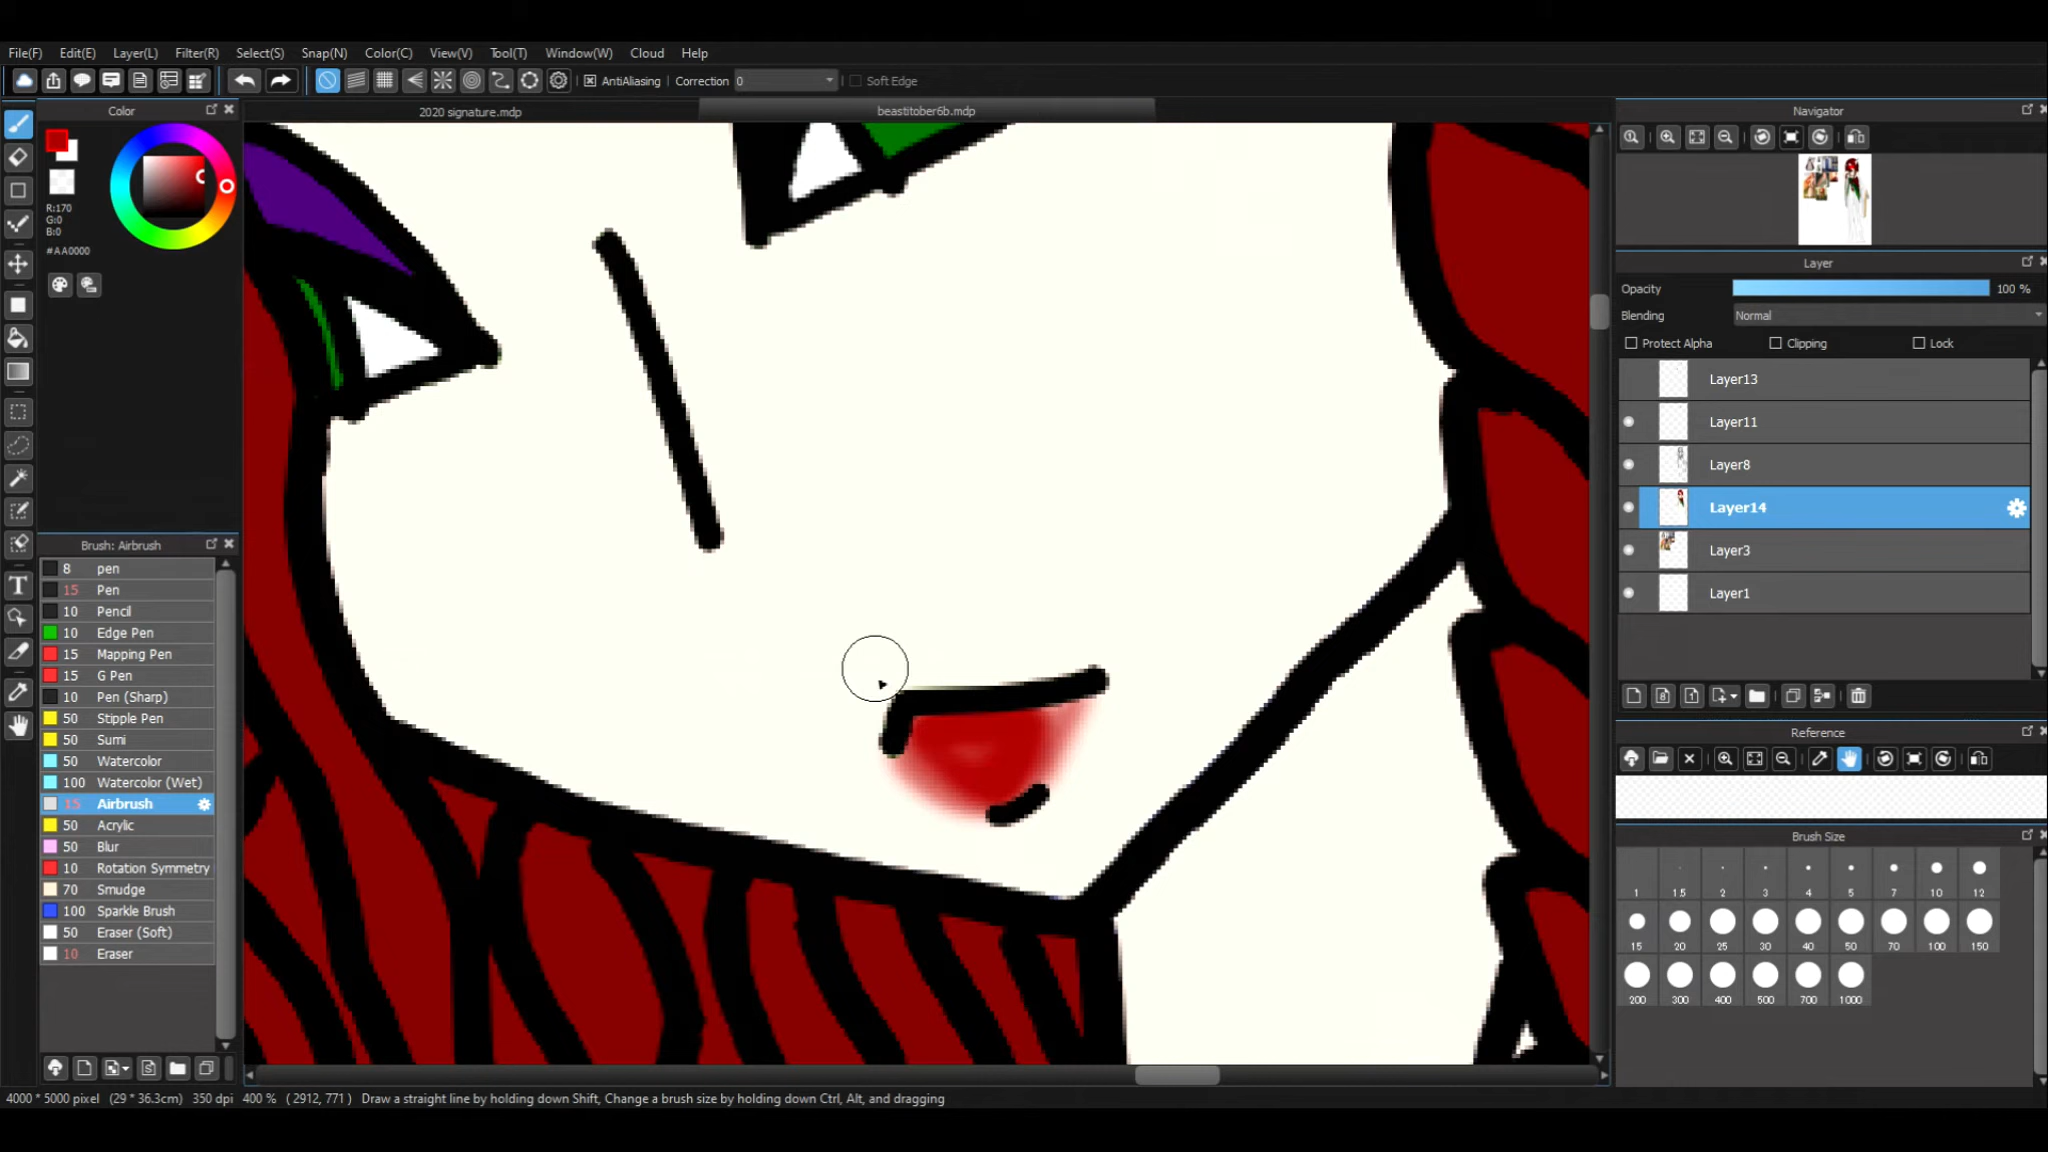 File(F) Edit(E) Layer(L) Filter(R) Select(S) Snap(N) Color(C) View(V) Tool(T) Window(W) Cloud Help
AntiAliasing Correction 0 Soft Edge
Color
2020 signature.mdp
beastitober6b.mdp
R:170
G:0
B:0
#AA0000
Brush: Airbrush
8 pen
15 Pen
10 Pencil
10 Edge Pen
15 Mapping Pen
15 G Pen
10 Pen (Sharp)
50 Stipple Pen
50 Sumi
50 Watercolor
100 Watercolor (Wet)
15 Airbrush
50 Acrylic
50 Blur
10 Rotation Symmetry
70 Smudge
100 Sparkle Brush
50 Eraser (Soft)
10 Eraser
Navigator
Layer
Opacity 100 %
Blending Normal
Protect Alpha Clipping Lock
Layer13
Layer11
Layer8
Layer14
Layer3
Layer1
Reference
Brush Size
1 1.5 2 3 4 5 7 10 12
15 20 25 30 40 50 70 100 150
200 300 400 500 700 1000
4000 * 5000 pixel (29 * 36.3cm) 350 dpi 400 % ( 2912, 771 ) Draw a straight line by holding down Shift, Change a brush size by holding down Ctrl, Alt, and dragging